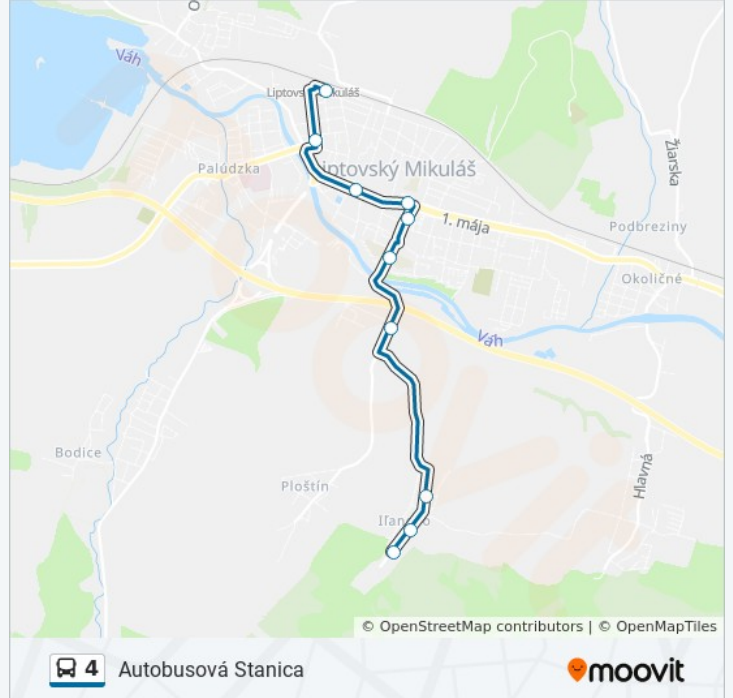 Váh
Liptovský Mikuláš
Palúdzka
Liptovský Mikuláš
Žiarska
1. mája
Podbreziny
Okoličné
Váh
Bodice
Ploštín
Hlavná
Iľanovo
© OpenStreetMap contributors | © OpenMapTiles
4 Autobusová Stanica
moovit